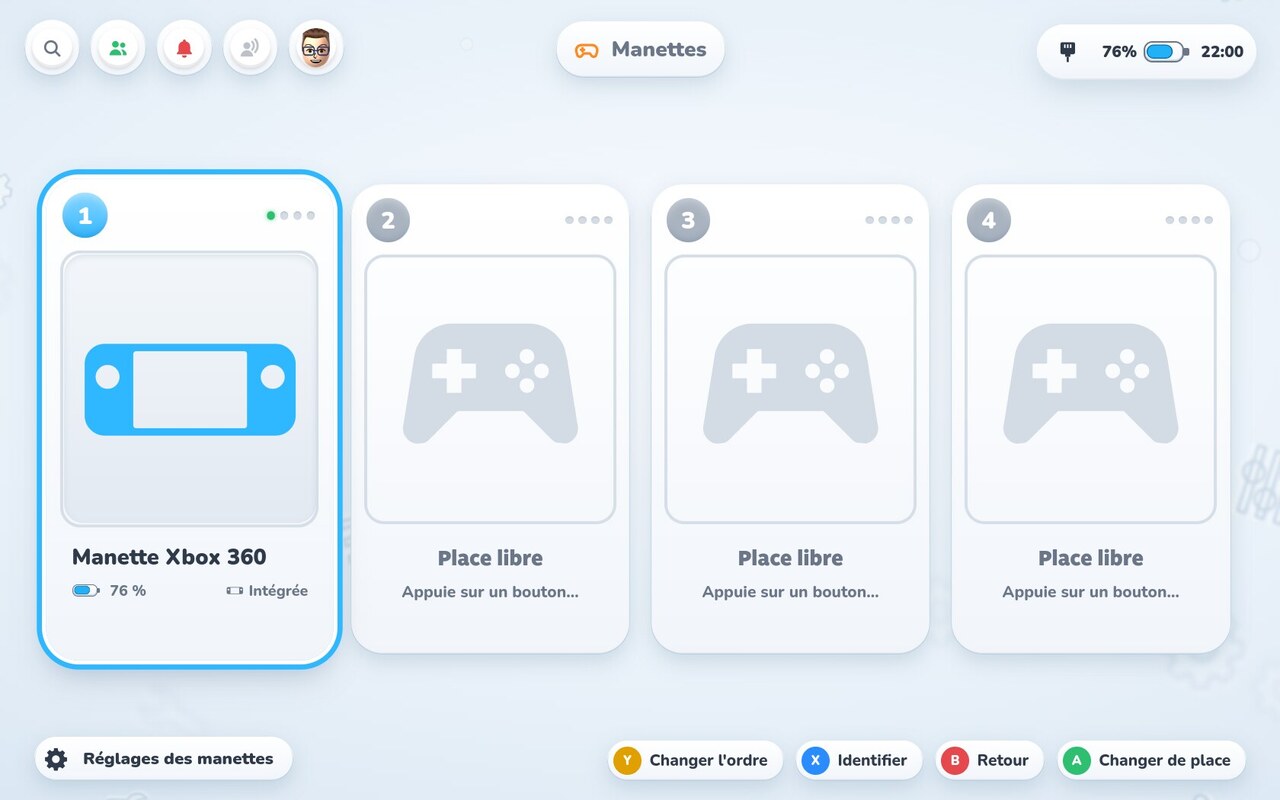 Manettes
76%
22:00
1
Manette Xbox 360
76 %
Intégrée
2
Place libre
Appuie sur un bouton...
3
Place libre
Appuie sur un bouton...
4
Place libre
Appuie sur un bouton...
Réglages des manettes
Y Changer l'ordre
X Identifier
B Retour
A Changer de place